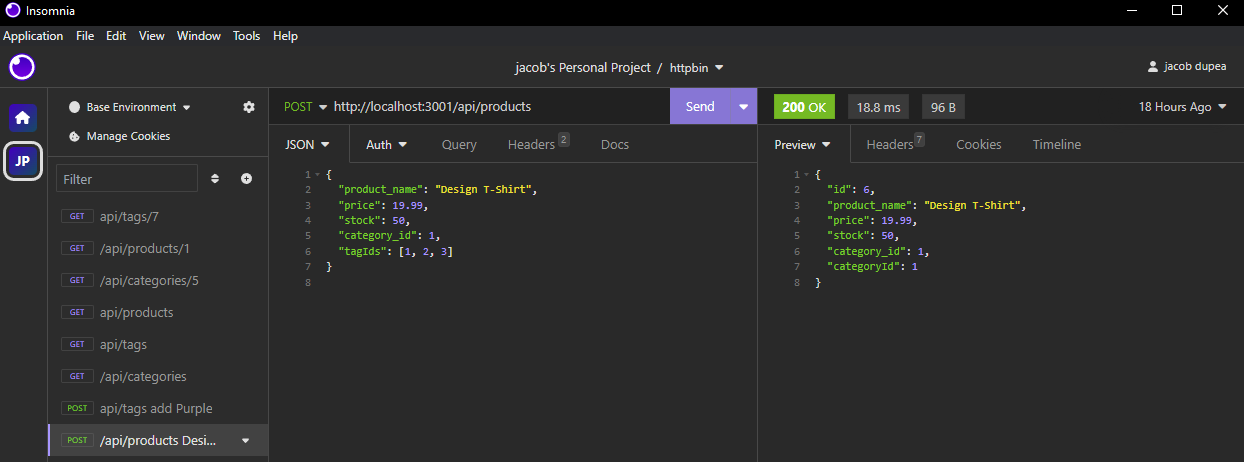 Insomnia
Application File Edit View Window Tools Help
jacob's Personal Project / httpbin
jacob dupea
Base Environment
Manage Cookies
JP
Filter
GET api/tags/7
GET /api/products/1
GET /api/categories/5
GET api/products
GET api/tags
GET /api/categories
POST api/tags add Purple
POST /api/products Desi...
POST http://localhost:3001/api/products Send
JSON Auth Query Headers 2 Docs
1 {
2 "product_name": "Design T-Shirt",
3 "price": 19.99,
4 "stock": 50,
5 "category_id": 1,
6 "tagIds": [1, 2, 3]
7 }
8
200 OK 18.8 ms 96 B 18 Hours Ago
Preview Headers 7 Cookies Timeline
1 {
2 "id": 6,
3 "product_name": "Design T-Shirt",
4 "price": 19.99,
5 "stock": 50,
6 "category_id": 1,
7 "categoryId": 1
8 }